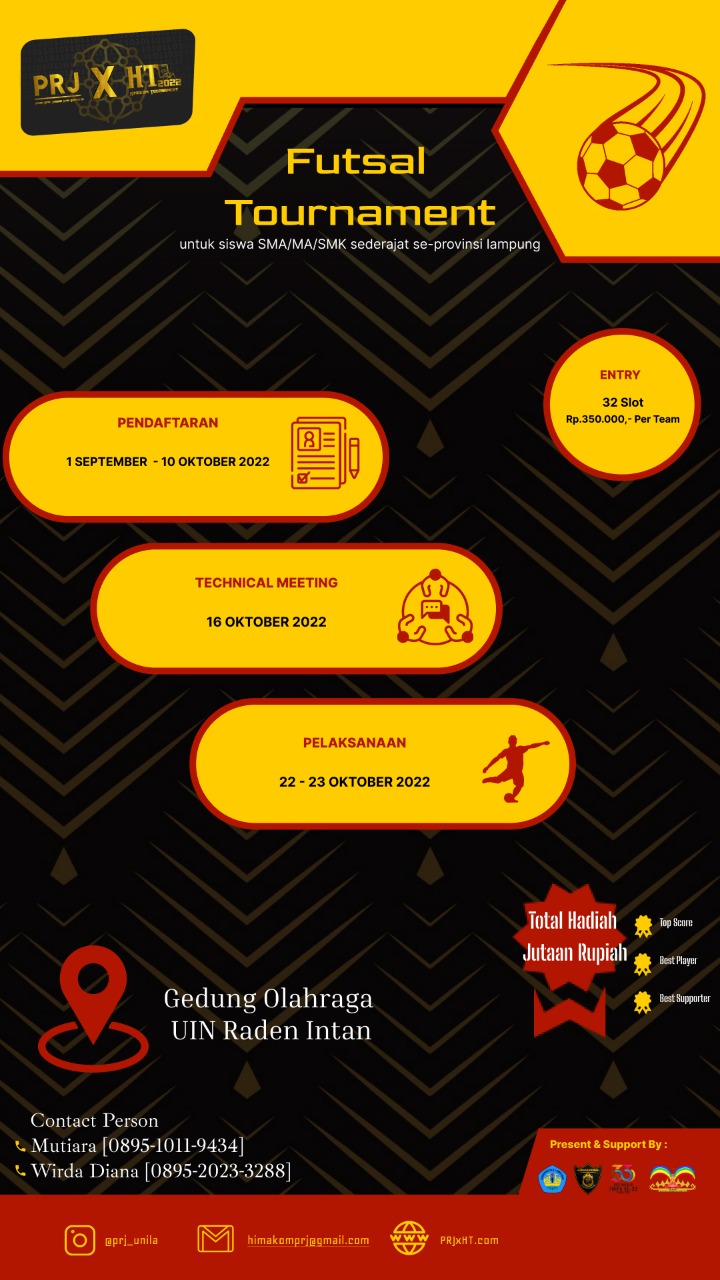 PRJ X HT
2022
Futsal
Tournament
untuk siswa SMA/MA/SMK sederajat se-provinsi lampung
ENTRY
32 Slot
Rp.350.000,- Per Team
PENDAFTARAN
1 SEPTEMBER - 10 OKTOBER 2022
TECHNICAL MEETING
16 OKTOBER 2022
PELAKSANAAN
22 - 23 OKTOBER 2022
Total Hadiah
Jutaan Rupiah
Top Score
Best Player
Best Supporter
Gedung Olahraga
UIN Raden Intan
Contact Person
Mutiara [0895-1011-9434]
Wirda Diana [0895-2023-3288]
Present & Support By :
@prj_unila
himakomprj@gmail.com
WWW
PRJxHT.com